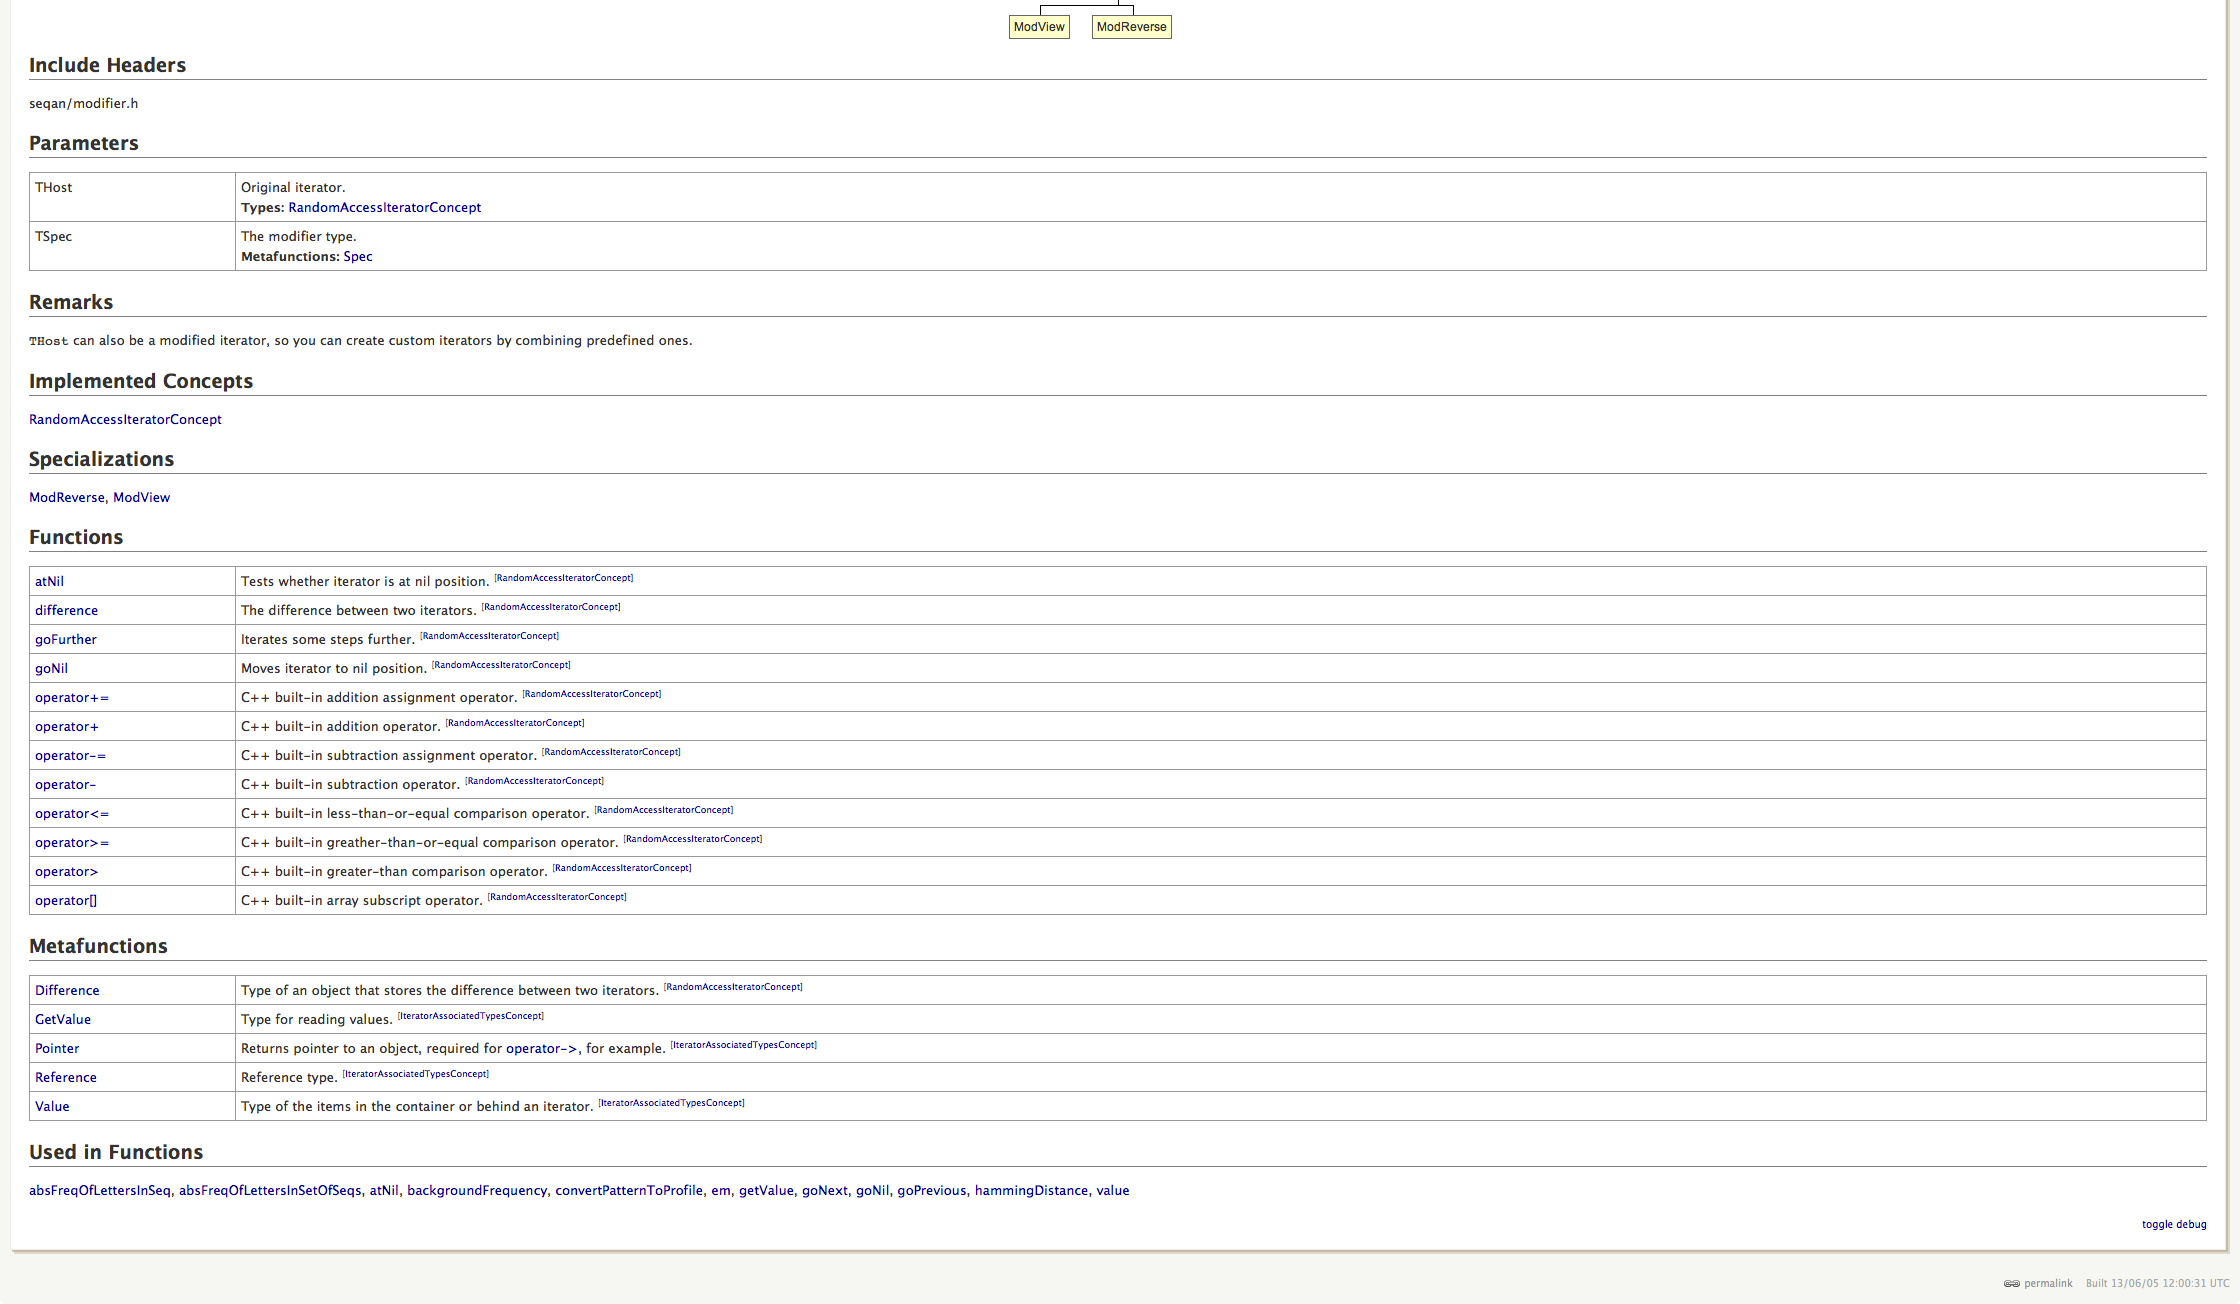 ModView ModReverse
Include Headers
seqan/modifier.h
Parameters
THost Original iterator.
Types: RandomAccessIteratorConcept
TSpec The modifier type.
Metafunctions: Spec
Remarks
THost can also be a modified iterator, so you can create custom iterators by combining predefined ones.
Implemented Concepts
RandomAccessIteratorConcept
Specializations
ModReverse, ModView
Functions
atNil Tests whether iterator is at nil position. [RandomAccessIteratorConcept]
difference The difference between two iterators. [RandomAccessIteratorConcept]
goFurther Iterates some steps further. [RandomAccessIteratorConcept]
goNil Moves iterator to nil position. [RandomAccessIteratorConcept]
operator+= C++ built-in addition assignment operator. [RandomAccessIteratorConcept]
operator+ C++ built-in addition operator. [RandomAccessIteratorConcept]
operator-= C++ built-in subtraction assignment operator. [RandomAccessIteratorConcept]
operator- C++ built-in subtraction operator. [RandomAccessIteratorConcept]
operator<= C++ built-in less-than-or-equal comparison operator. [RandomAccessIteratorConcept]
operator>= C++ built-in greather-than-or-equal comparison operator. [RandomAccessIteratorConcept]
operator> C++ built-in greater-than comparison operator. [RandomAccessIteratorConcept]
operator[] C++ built-in array subscript operator. [RandomAccessIteratorConcept]
Metafunctions
Difference Type of an object that stores the difference between two iterators. [RandomAccessIteratorConcept]
GetValue Type for reading values. [IteratorAssociatedTypesConcept]
Pointer Returns pointer to an object, required for operator->, for example. [IteratorAssociatedTypesConcept]
Reference Reference type. [IteratorAssociatedTypesConcept]
Value Type of the items in the container or behind an iterator. [IteratorAssociatedTypesConcept]
Used in Functions
absFreqOfLettersInSeq, absFreqOfLettersInSetOfSeqs, atNil, backgroundFrequency, convertPatternToProfile, em, getValue, goNext, goNil, goPrevious, hammingDistance, value
toggle debug
permalink Built 13/06/05 12:00:31 UTC